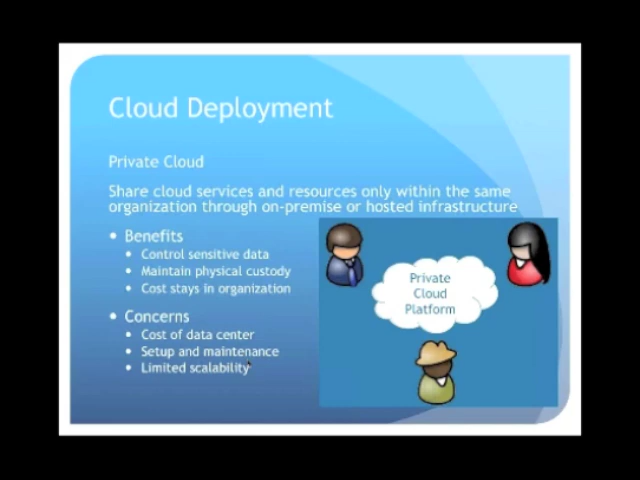 Cloud Deployment
Private Cloud
Share cloud services and resources only within the same
organization through on-premise or hosted infrastructure
• Benefits
• Control sensitive data
• Maintain physical custody
• Cost stays in organization
• Concerns
• Cost of data center
• Setup and maintenance
• Limited scalability
Private
Cloud
Platform